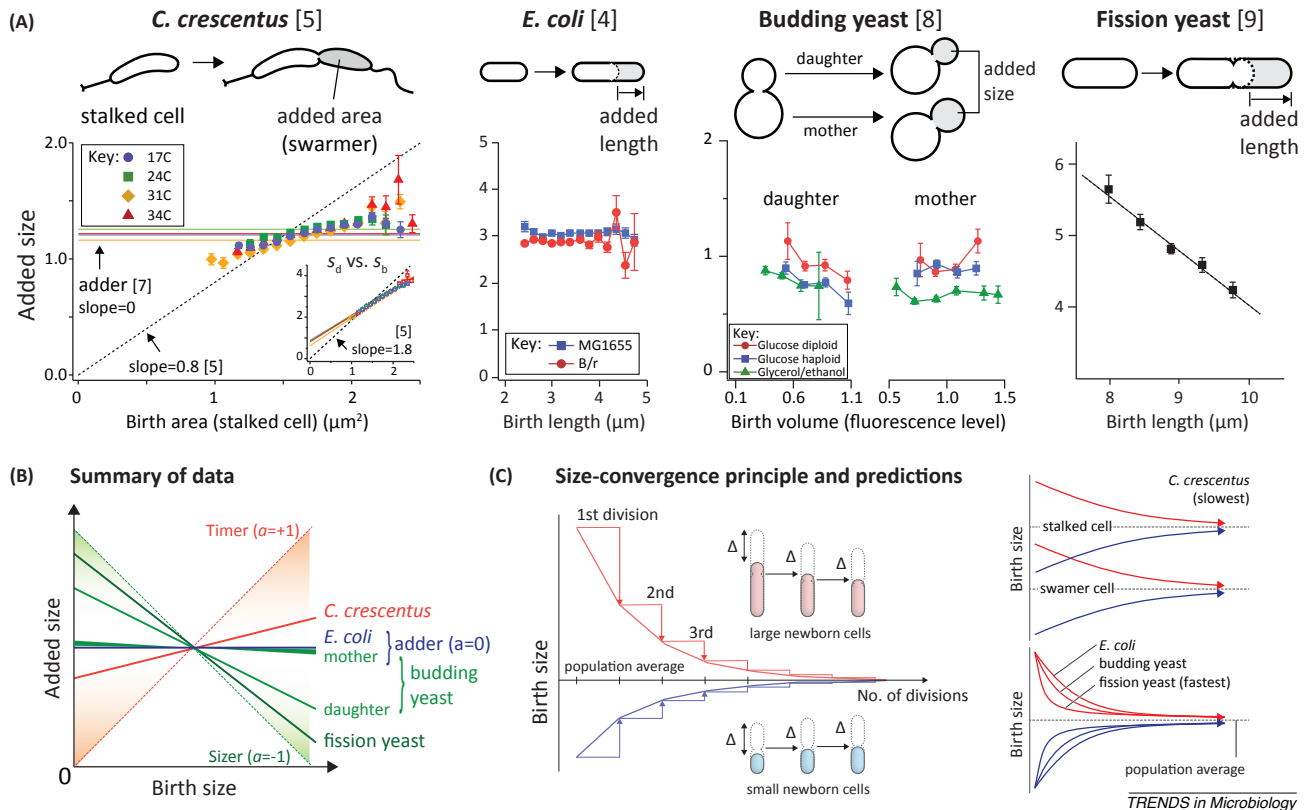 (A)
C. crescentus [5]
stalked cell
added area
(swarmer)
Key:
17C
24C
31C
34C
2.0
1.0
0.0
Added size
adder [7]
slope=0
slope=0.8 [5]
sd vs. sb
4
2
0
0
1
2
[5]
slope=1.8
0
1
2
Birth area (stalked cell) (μm²)
E. coli [4]
added
length
5
4
3
2
1
0
Key:
MG1655
B/r
2
3
4
5
Birth length (μm)
Budding yeast [8]
daughter
mother
added
size
2
1
0
daughter
mother
Key:
Glucose diploid
Glucose haploid
Glycerol/ethanol
0.1
0.6
1.1
0.5
1.0
1.5
Birth volume (fluorescence level)
Fission yeast [9]
added
length
6
5
4
8
9
10
Birth length (μm)
(B)
Summary of data
Added size
Timer (a=+1)
C. crescentus
E. coli
mother
adder (a=0)
budding
yeast
daughter
fission yeast
Sizer (a=-1)
0
Birth size
(C)
Size-convergence principle and predictions
Birth size
1st division
2nd
3rd
population average
No. of divisions
Δ
Δ
Δ
large newborn cells
Δ
Δ
Δ
small newborn cells
C. crescentus
(slowest)
Birth size
stalked cell
swamer cell
E. coli
budding yeast
fission yeast (fastest)
Birth size
population average
TRENDS in Microbiology